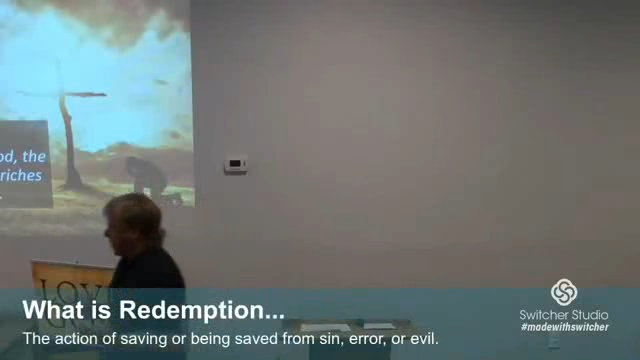 od, the
riches
LOVE
What is Redemption...
The action of saving or being saved from sin, error, or evil.
Switcher Studio
#madewithswitcher